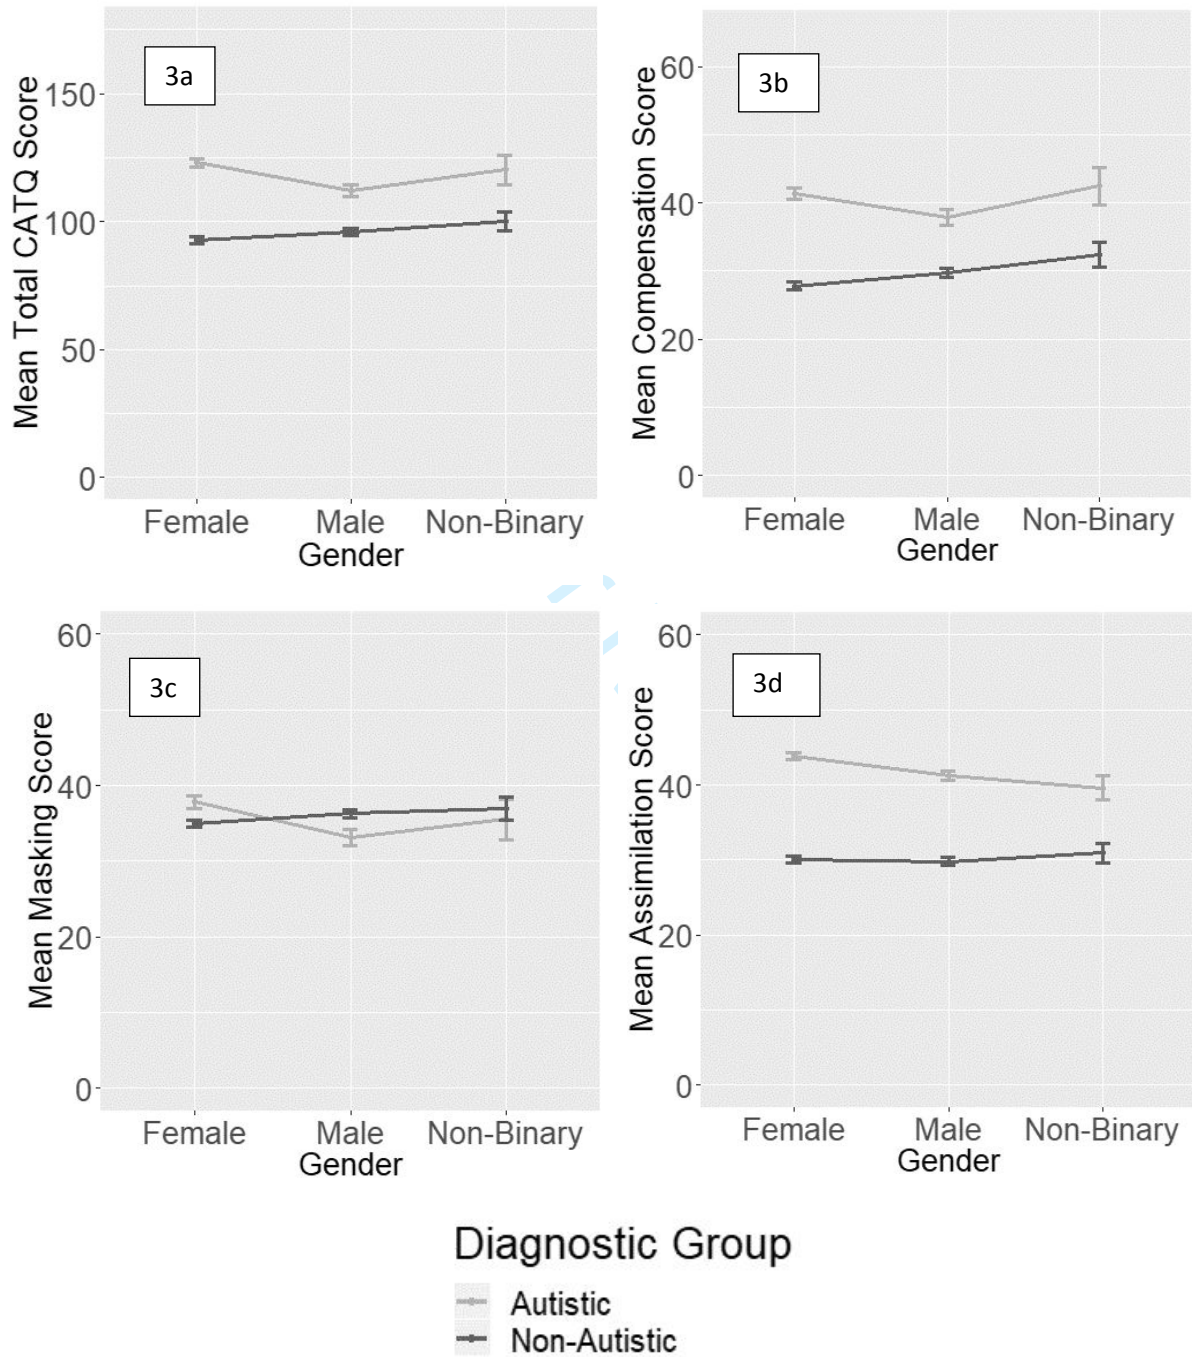 3a
Mean Total CATQ Score
150
100
50
0
Female Male Non-Binary
Gender
3b
Mean Compensation Score
60
40
20
0
Female Male Non-Binary
Gender
3c
Mean Masking Score
60
40
20
0
Female Male Non-Binary
Gender
3d
Mean Assimilation Score
60
40
20
0
Female Male Non-Binary
Gender
Diagnostic Group
Autistic
Non-Autistic